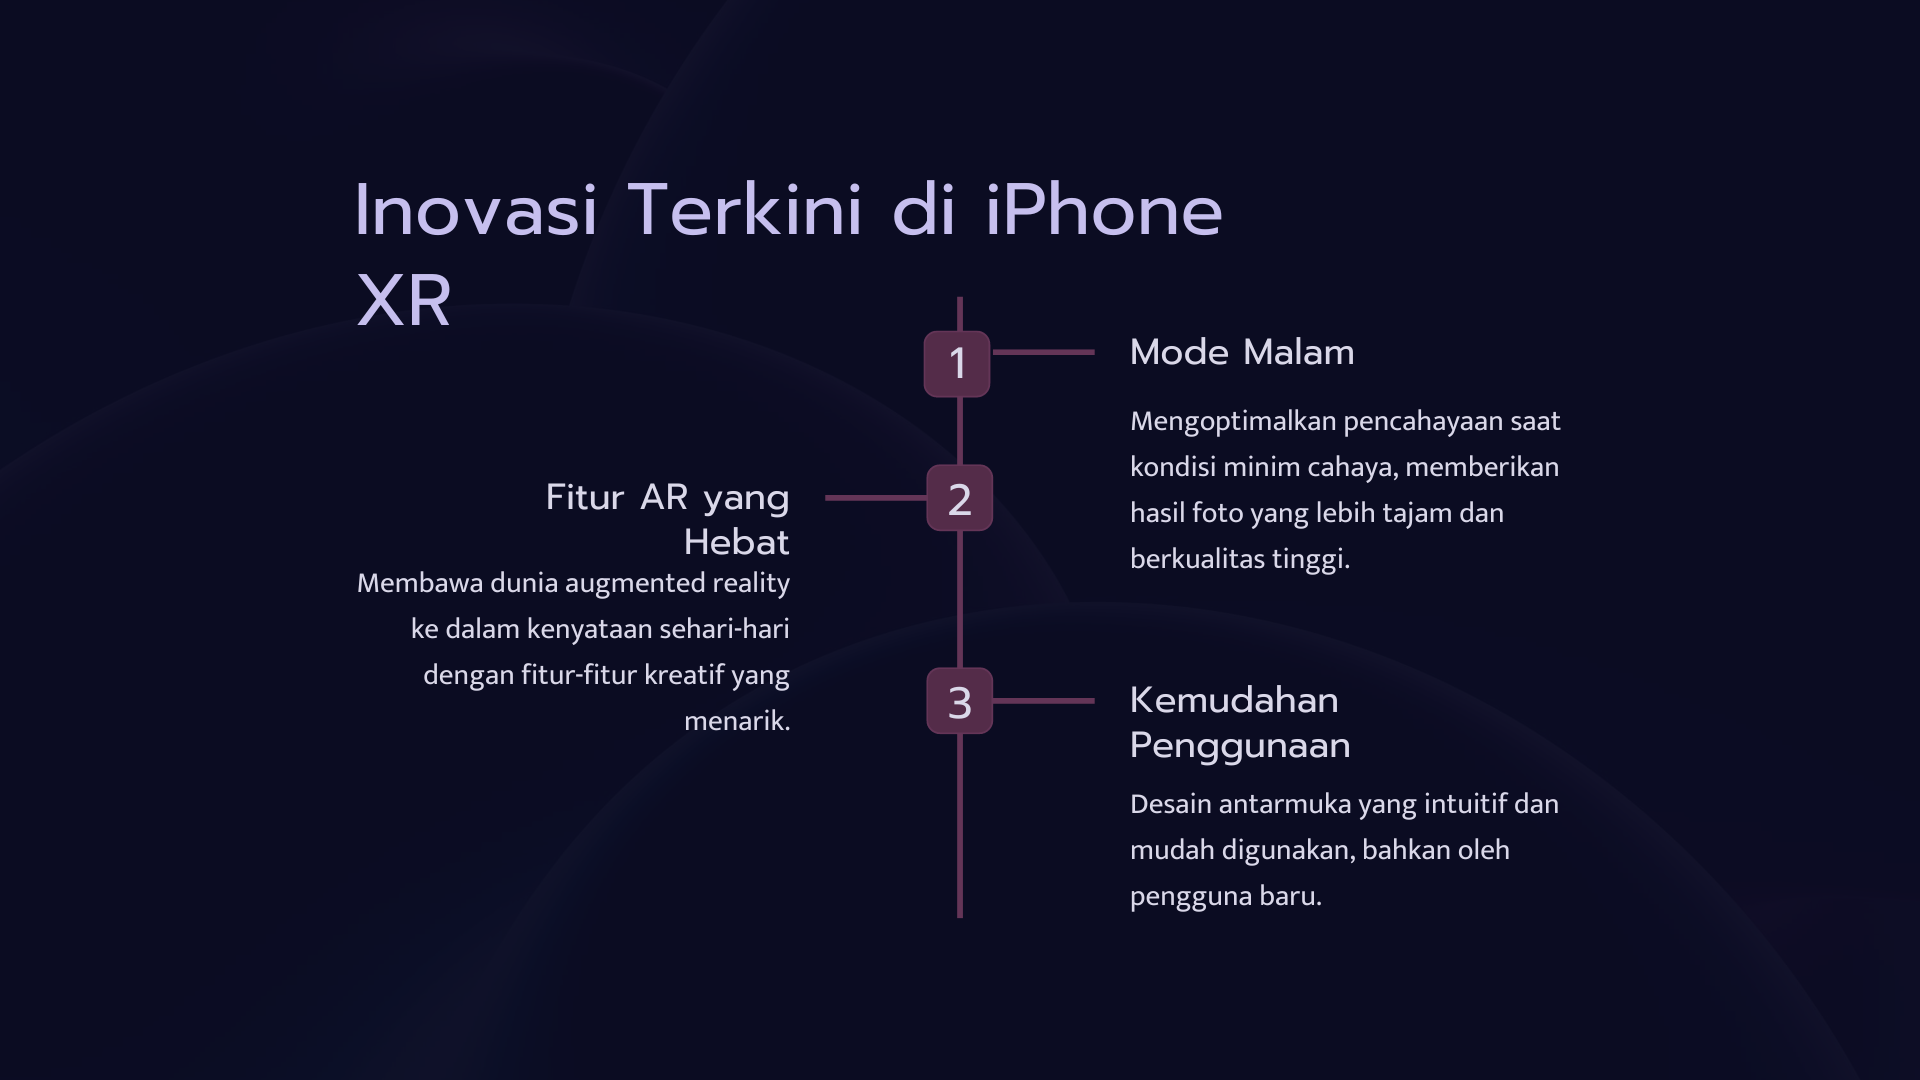 Inovasi Terkini di iPhone
XR
1
Mode Malam
Mengoptimalkan pencahayaan saat
kondisi minim cahaya, memberikan
hasil foto yang lebih tajam dan
berkualitas tinggi.
2
Fitur AR yang
Hebat
Membawa dunia augmented reality
ke dalam kenyataan sehari-hari
dengan fitur-fitur kreatif yang
menarik.
3
Kemudahan
Penggunaan
Desain antarmuka yang intuitif dan
mudah digunakan, bahkan oleh
pengguna baru.